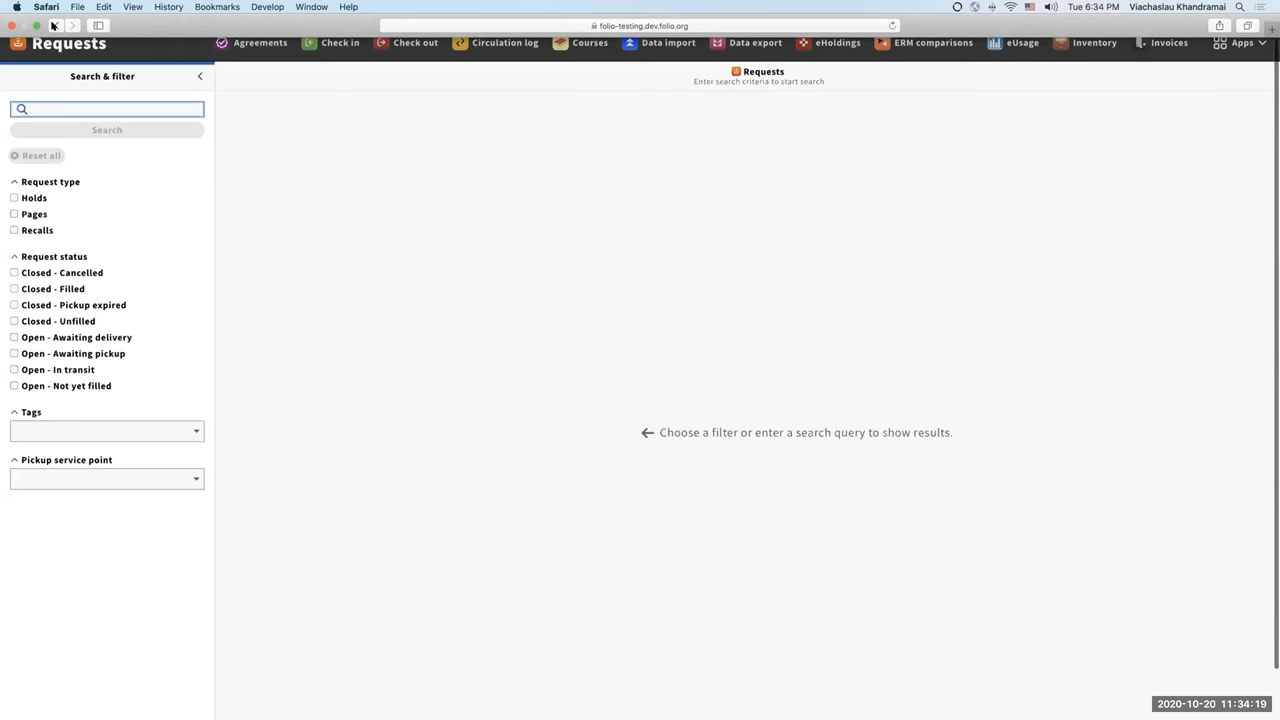 Safari File Edit View History Bookmarks Develop Window Help Tue 6:34 PM Viachaslau Khandramai
folio-testing.dev.folio.org
Requests Agreements Check in Check out Circulation log Courses Data import Data export eHoldings ERM comparisons eUsage Inventory Invoices Apps
Search & filter
Requests
Enter search criteria to start search
Search
Reset all
Request type
Holds
Pages
Recalls
Request status
Closed - Cancelled
Closed - Filled
Closed - Pickup expired
Closed - Unfilled
Open - Awaiting delivery
Open - Awaiting pickup
Open - In transit
Open - Not yet filled
Tags
Choose a filter or enter a search query to show results.
Pickup service point
2020-10-20 11:34:19